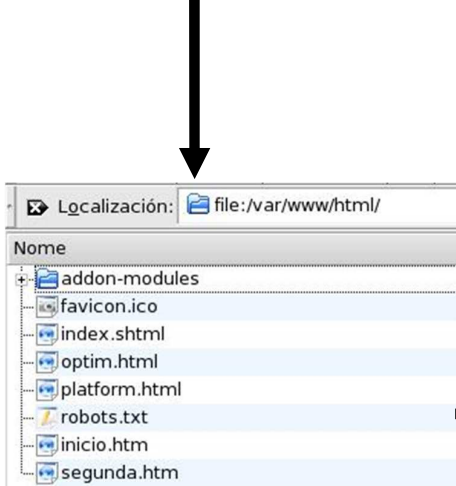 Localización: file:/var/www/html/
Nome
addon-modules
favicon.ico
index.shtml
optim.html
platform.html
robots.txt
inicio.htm
segunda.htm